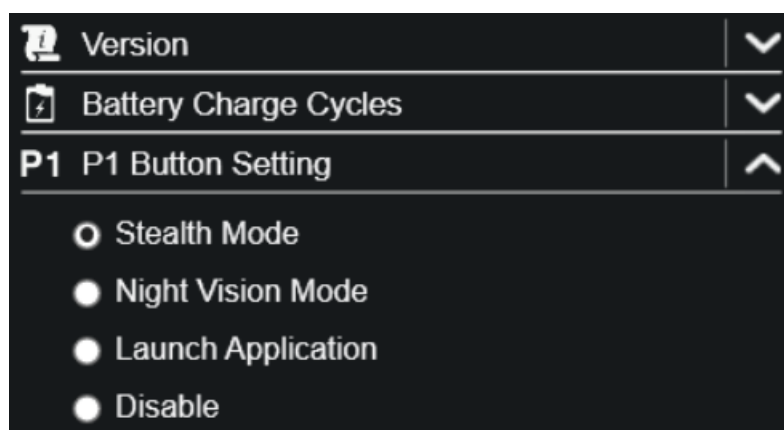 Version
Battery Charge Cycles
P1 P1 Button Setting
Stealth Mode
Night Vision Mode
Launch Application
Disable